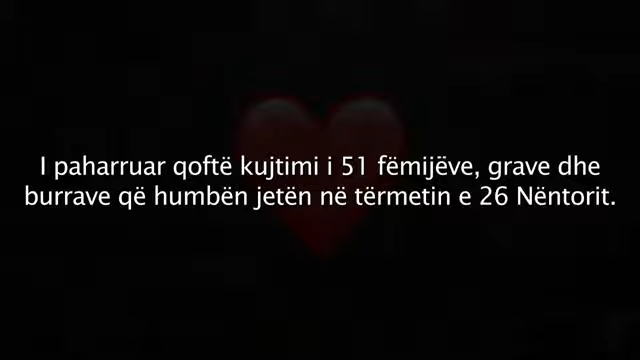 I paharruar qoftë kujtimi i 51 fëmijëve, grave dhe
burrave që humbën jetën në tërmetin e 26 Nëntorit.